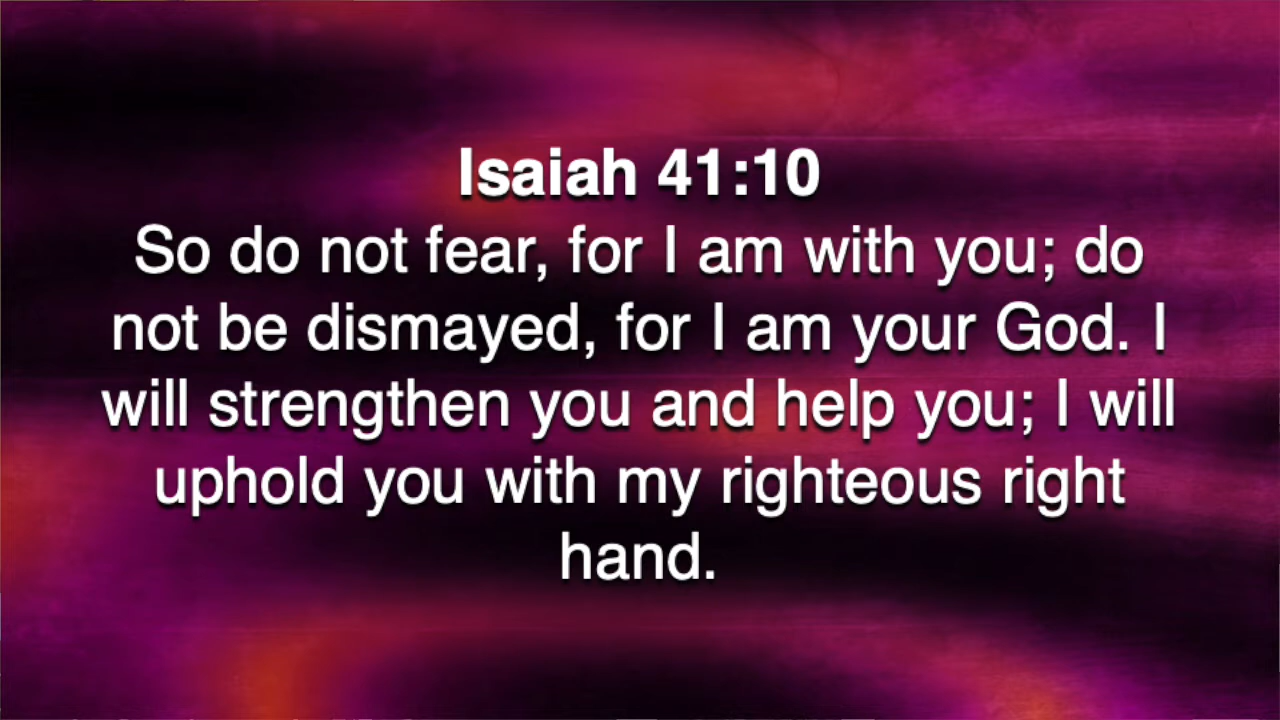 Isaiah 41:10
So do not fear, for I am with you; do
not be dismayed, for I am your God. I
will strengthen you and help you; I will
uphold you with my righteous right
hand.